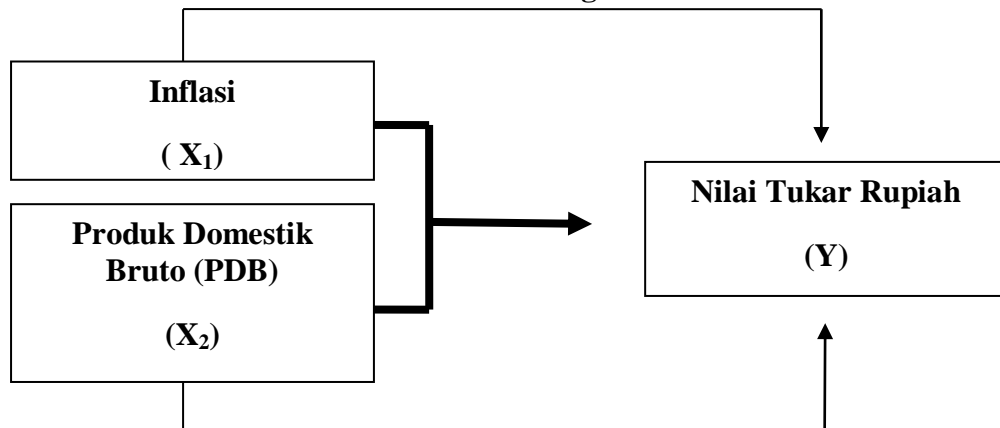 Inflasi
( X₁)
Produk Domestik
Bruto (PDB)
(X₂)
Nilai Tukar Rupiah
(Y)